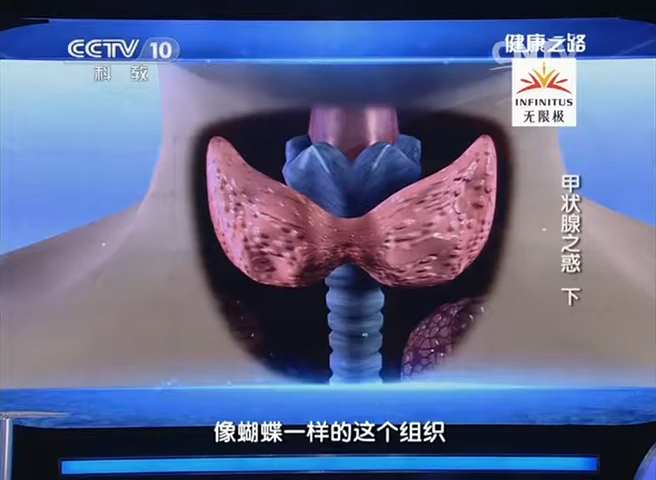 CCTV 10
科教
健康之路
INFINITUS
无限极
甲状腺之惑 下
像蝴蝶一样的这个组织